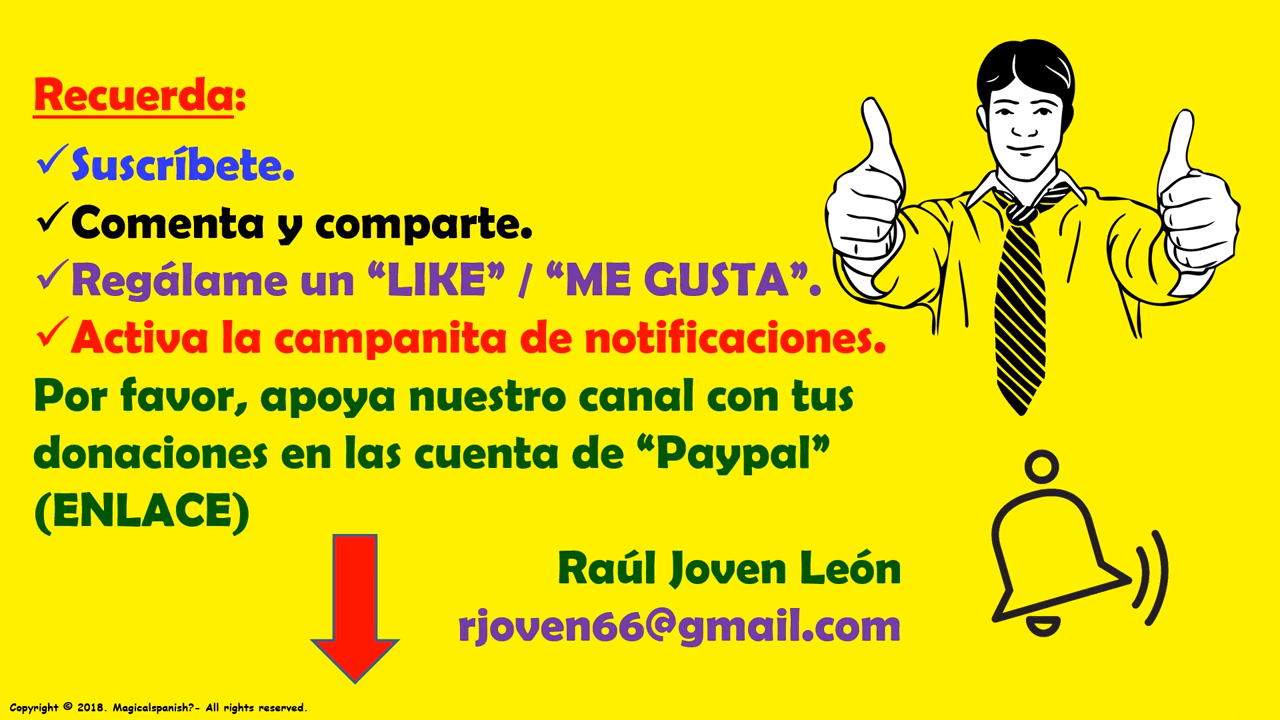 Recuerda:
✓Suscríbete.
✓Comenta y comparte.
✓Regálame un “LIKE” / “ME GUSTA”.
✓Activa la campanita de notificaciones.
Por favor, apoya nuestro canal con tus
donaciones en las cuenta de “Paypal”
(ENLACE)
Raúl Joven León
rjoven66@gmail.com
Copyright © 2018. Magicalspanish?- All rights reserved.